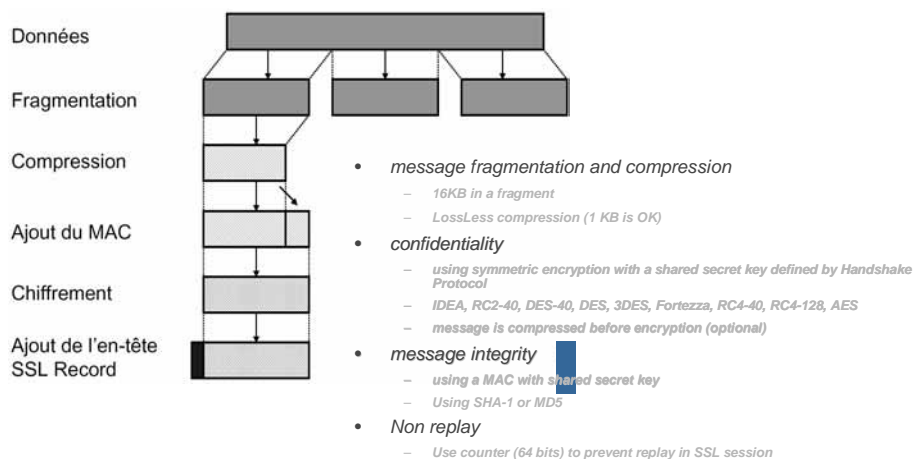 Données
Fragmentation
Compression
Ajout du MAC
Chiffrement
Ajout de l'en-tête
SSL Record
• message fragmentation and compression
– 16KB in a fragment
– LossLess compression (1 KB is OK)
• confidentiality
– using symmetric encryption with a shared secret key defined by Handshake
Protocol
– IDEA, RC2-40, DES-40, DES, 3DES, Fortezza, RC4-40, RC4-128, AES
– message is compressed before encryption (optional)
• message integrity
– using a MAC with shared secret key
– Using SHA-1 or MD5
• Non replay
– Use counter (64 bits) to prevent replay in SSL session